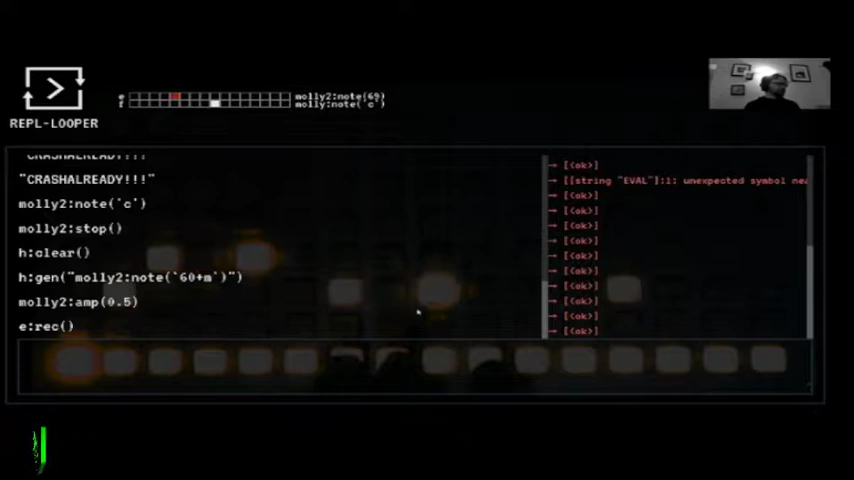 REPL-LOOPER
e molly2:note(69)
f molly:note('c')
"CRASHALREADY!!!"
"CRASHALREADY!!!"
molly2:note('c')
molly2:stop()
h:clear()
h:gen("molly2:note(`60+m`)")
molly2:amp(0.5)
e:rec()
→ [(<ok>]
→ [[string "EVAL"]:1: unexpected symbol nea
→ [(<ok>]
→ [(<ok>]
→ [(<ok>]
→ [(<ok>]
→ [(<ok>]
→ [(<ok>]
→ [(<ok>]
→ [(<ok>]
→ [(<ok>]
→ [(<ok>]